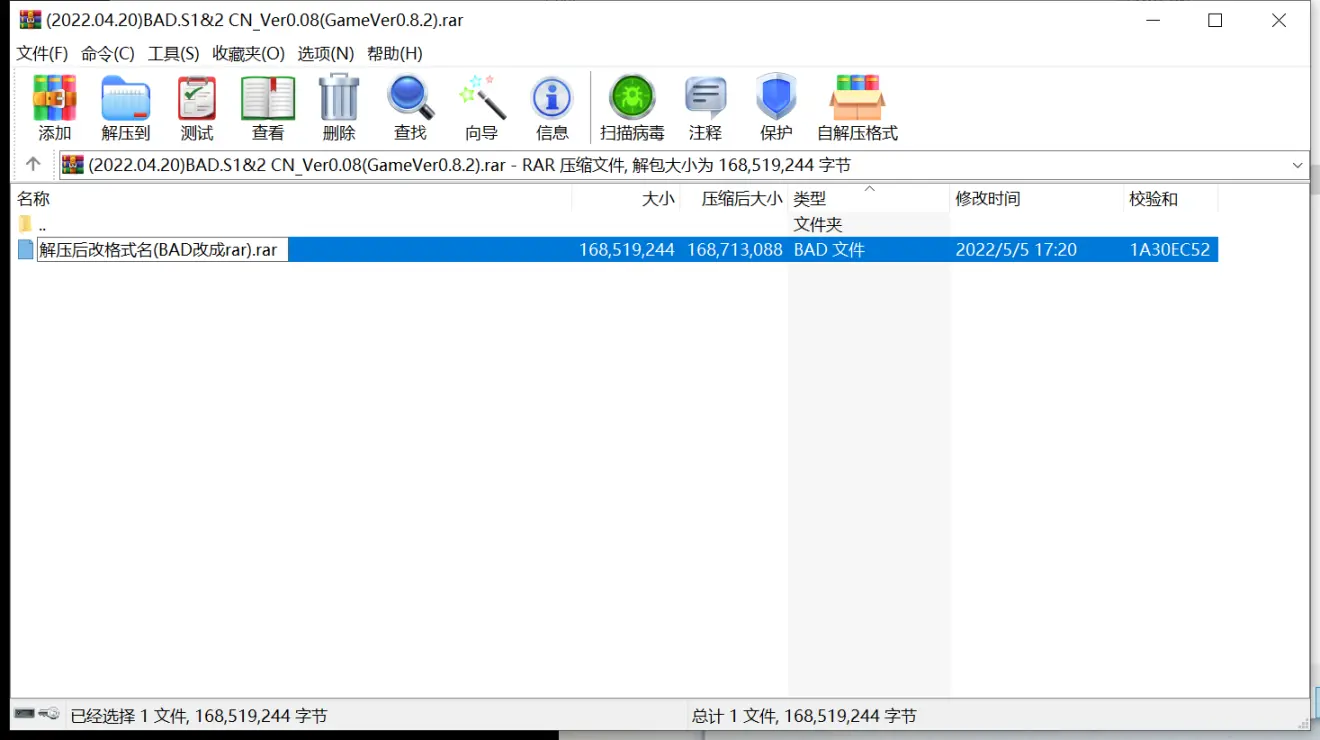 (2022.04.20)BAD.S1&2 CN_Ver0.08(GameVer0.8.2).rar
文件(F) 命令(C) 工具(S) 收藏夹(O) 选项(N) 帮助(H)
添加 解压到 测试 查看 删除 查找 向导 信息 扫描病毒 注释 保护 自解压格式
(2022.04.20)BAD.S1&2 CN_Ver0.08(GameVer0.8.2).rar - RAR 压缩文件, 解包大小为 168,519,244 字节
名称 大小 压缩后大小 类型 修改时间 校验和
.. 文件夹
解压后改格式名(BAD改成rar).rar 168,519,244 168,713,088 BAD 文件 2022/5/5 17:20 1A30EC52
已经选择 1 文件, 168,519,244 字节 总计 1 文件, 168,519,244 字节